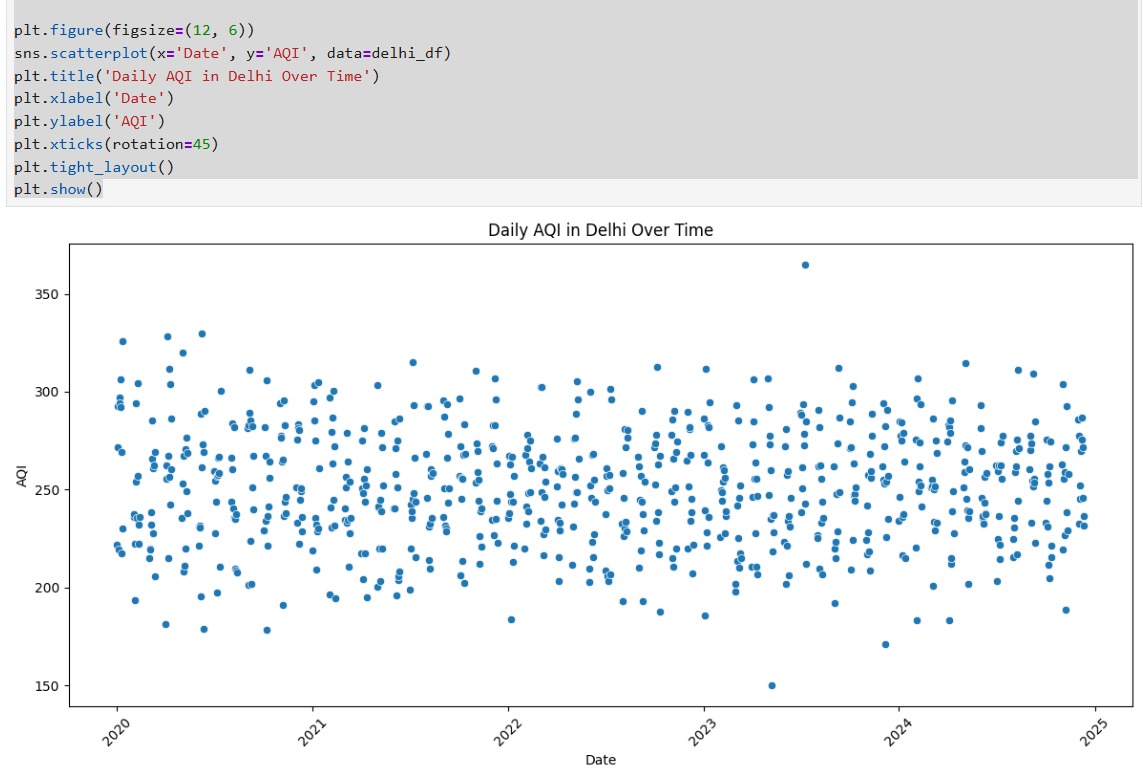 plt.figure(figsize=(12, 6))
sns.scatterplot(x='Date', y='AQI', data=delhi_df)
plt.title('Daily AQI in Delhi Over Time')
plt.xlabel('Date')
plt.ylabel('AQI')
plt.xticks(rotation=45)
plt.tight_layout()
plt.show()
Daily AQI in Delhi Over Time
350
300
250
200
150
AQI
2020
2021
2022
2023
2024
2025
Date